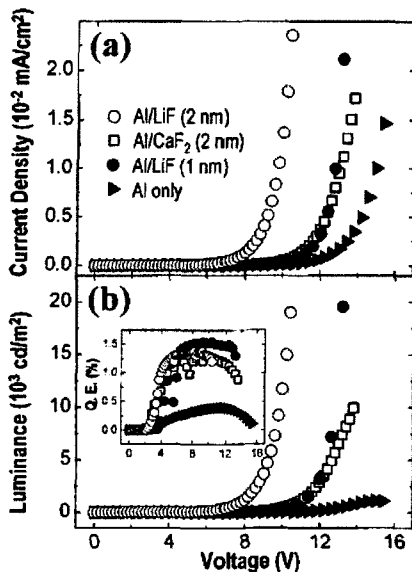 (a)
Current Density (10⁻² mA/cm²)
2.0
1.5
1.0
0.5
0.0
Al/LiF (2 nm)
Al/CaF₂ (2 nm)
Al/LiF (1 nm)
Al only
(b)
Luminance (10³ cd/m²)
20
15
10
5
0
Q. E. (%)
1.5
1.0
0.5
0.0
0 4 8 12 16
0 4 8 12 16
Voltage (V)